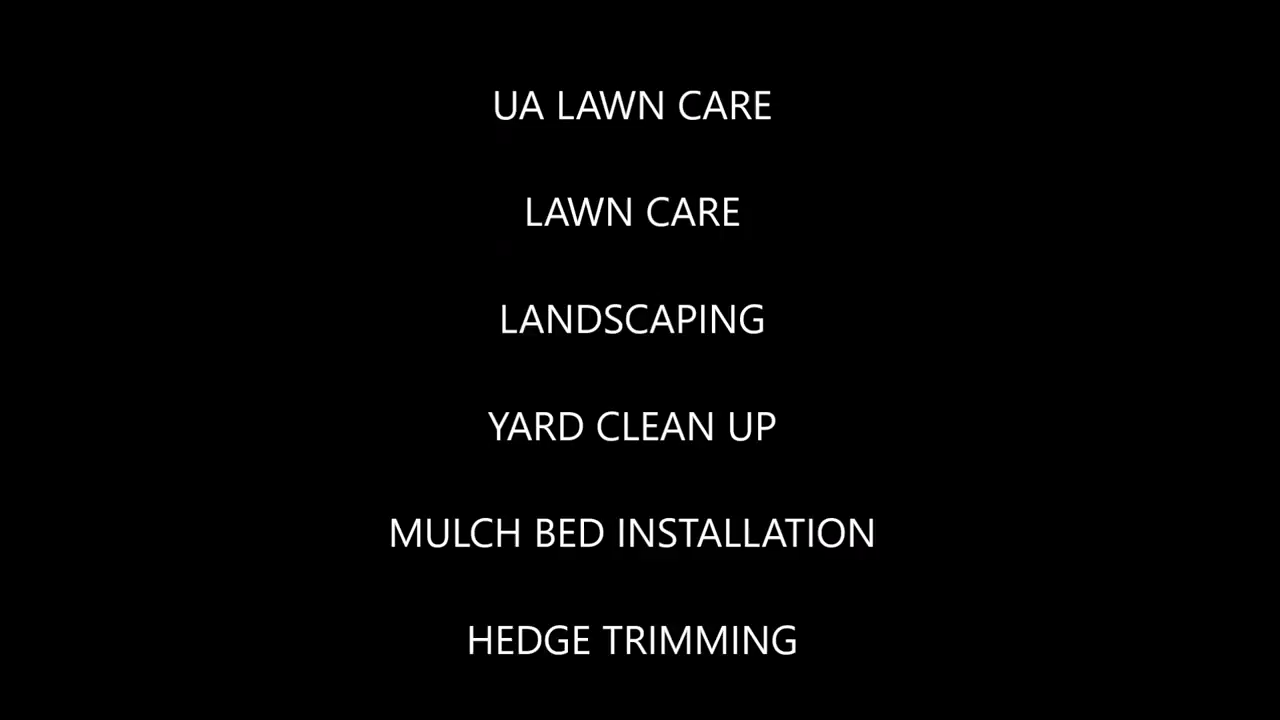 UA LAWN CARE
LAWN CARE
LANDSCAPING
YARD CLEAN UP
MULCH BED INSTALLATION
HEDGE TRIMMING